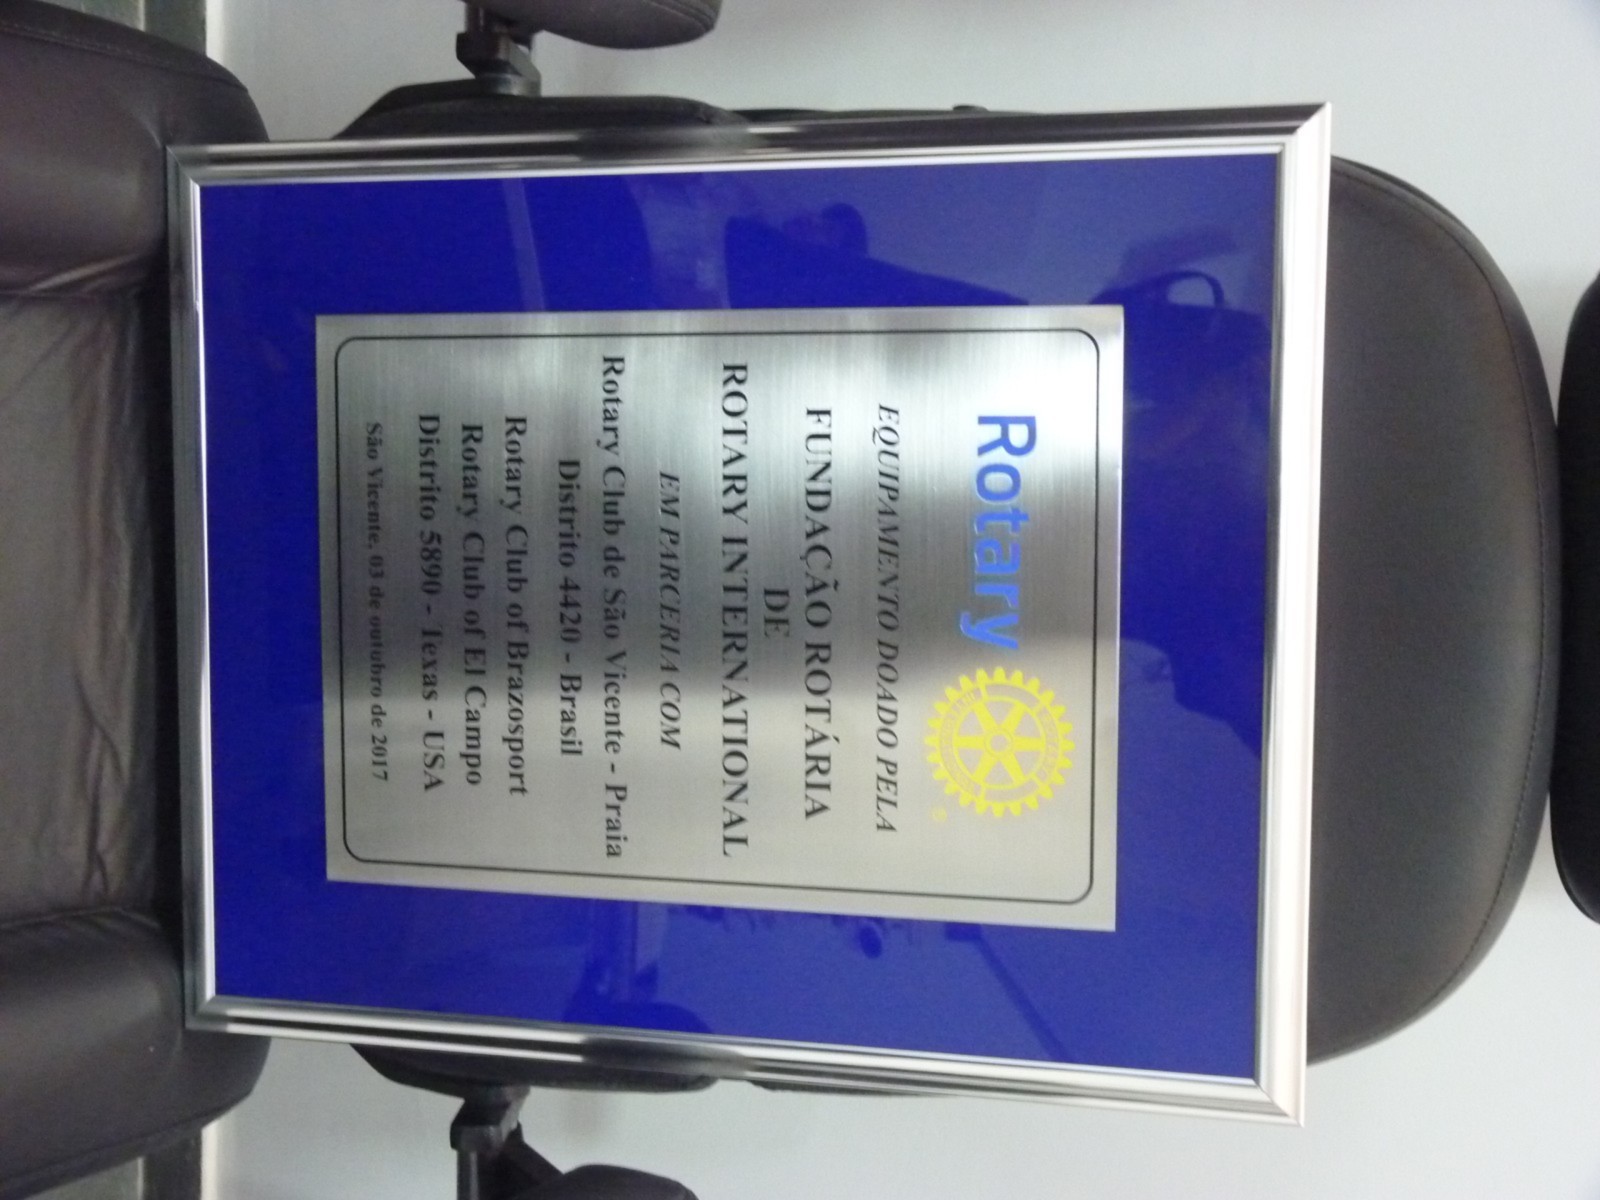 Rotary
EQUIPAMENTO DOADO PELA
FUNDAÇÃO ROTÁRIA
DE
ROTARY INTERNATIONAL
EM PARCERIA COM
Rotary Club de São Vicente - Praia
Distrito 4420 - Brasil
Rotary Club of Brazosport
Rotary Club of El Campo
Distrito 5890 - Texas - USA
São Vicente, 03 de outubro de 2017